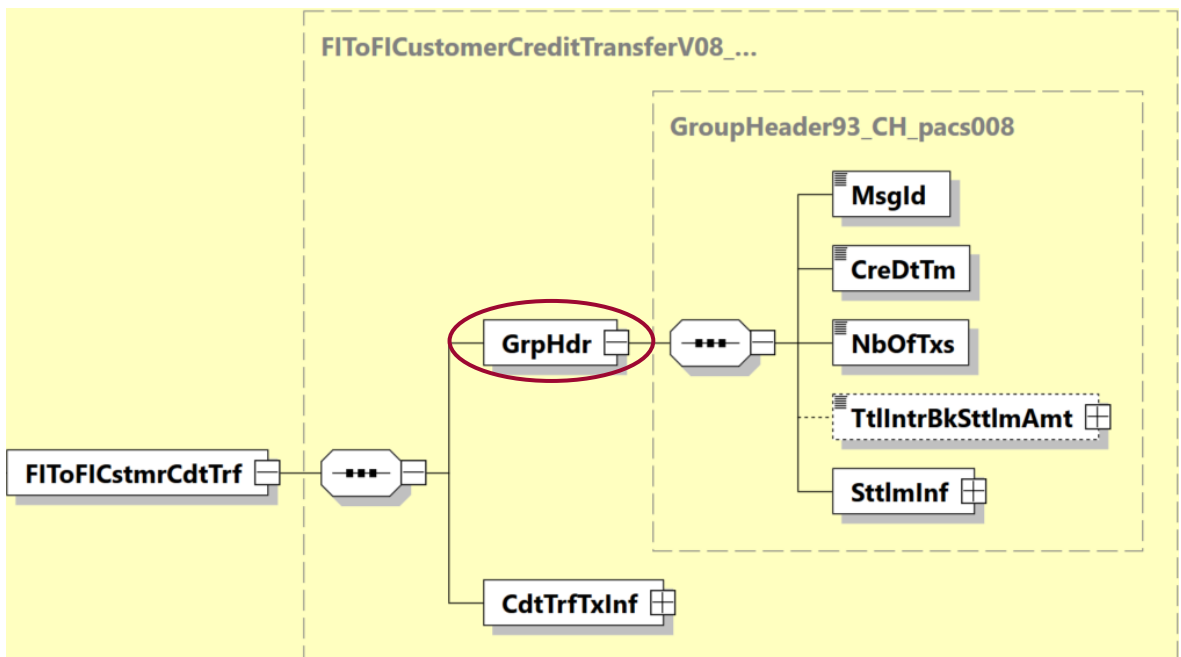 FIToFICustomerCreditTransferV08_...
GroupHeader93_CH_pacs008
MsgId
CreDtTm
GrpHdr
NbOfTxs
TtlIntrBkSttlmAmt
FIToFICstmrCdtTrf
SttlmInf
CdtTrfTxInf